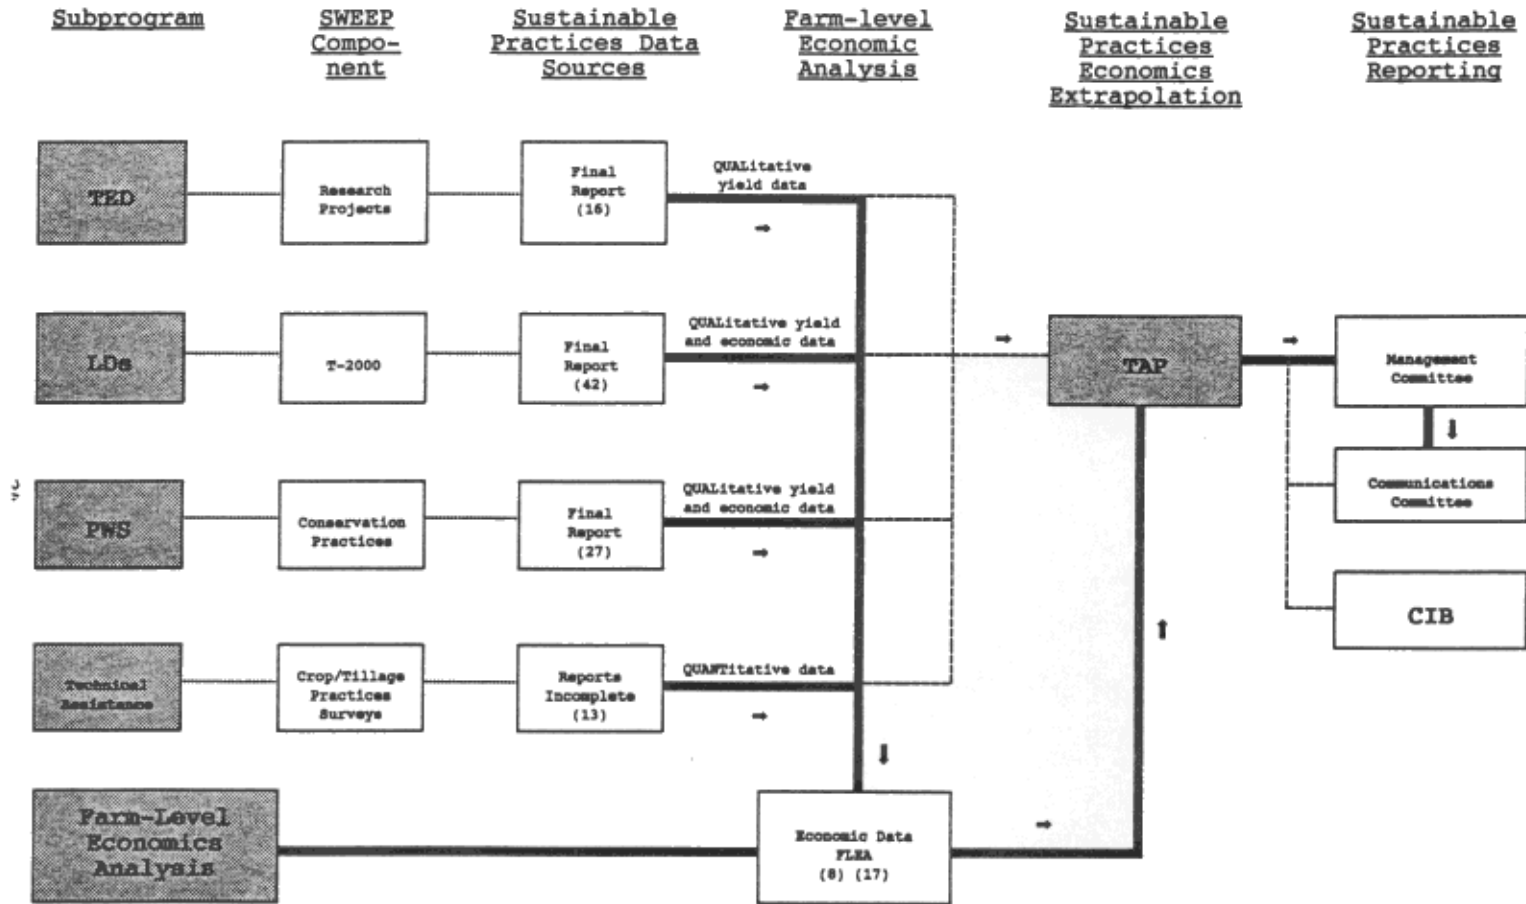 Subprogram
SWEEP
Compo-
nent
Sustainable
Practices Data
Sources
Farm-level
Economic
Analysis
Sustainable
Practices
Economics
Extrapolation
Sustainable
Practices
Reporting
TED
Research
Projects
Final
Report
(16)
QUALitative
yield data
LDs
T-2000
Final
Report
(42)
QUALitative yield
and economic data
TAP
Management
Committee
Communications
Committee
PWS
Conservation
Practices
Final
Report
(27)
QUALitative yield
and economic data
CIB
Technical
Assistance
Crop/Tillage
Practices
Surveys
Reports
Incomplete
(13)
QUANTitative data
Farm-Level
Economics
Analysis
Economic Data
FLEA
(8) (17)